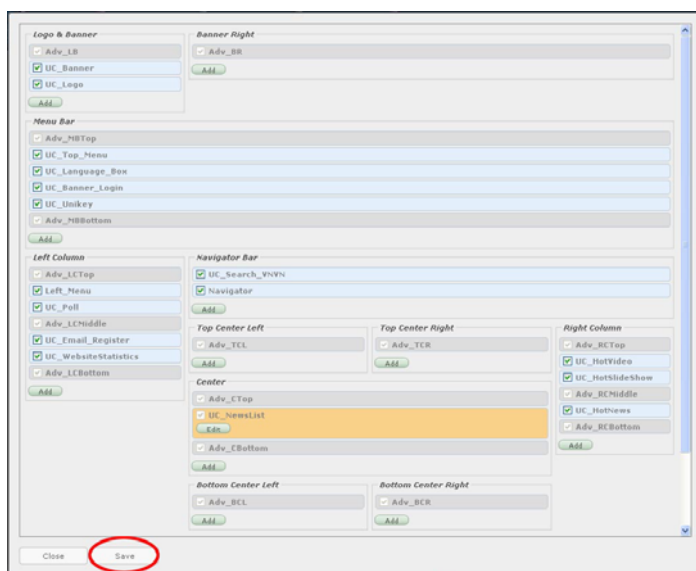 Logo & Banner
Adv_LB
UC_Banner
UC_Logo
Add
Banner Right
Adv_BR
Add
Menu Bar
Adv_MBTop
UC_Top_Menu
UC_Language_Box
UC_Banner_Login
UC_Unikey
Adv_MBBottom
Add
Left Column
Adv_LCTop
Left_Menu
UC_Poll
Adv_LCMiddle
UC_Email_Register
UC_WebsiteStatistics
Adv_LCBottom
Add
Navigator Bar
UC_Search_VNVN
Navigator
Add
Top Center Left
Adv_TCL
Add
Top Center Right
Adv_TCR
Add
Center
Adv_CTop
UC_NewsList
Edit
Adv_CBottom
Add
Bottom Center Left
Adv_BCL
Add
Bottom Center Right
Adv_BCR
Add
Right Column
Adv_RCTop
UC_HotVideo
UC_HotSlideShow
Adv_RCMiddle
UC_HotNews
Adv_RCBottom
Add
Close
Save